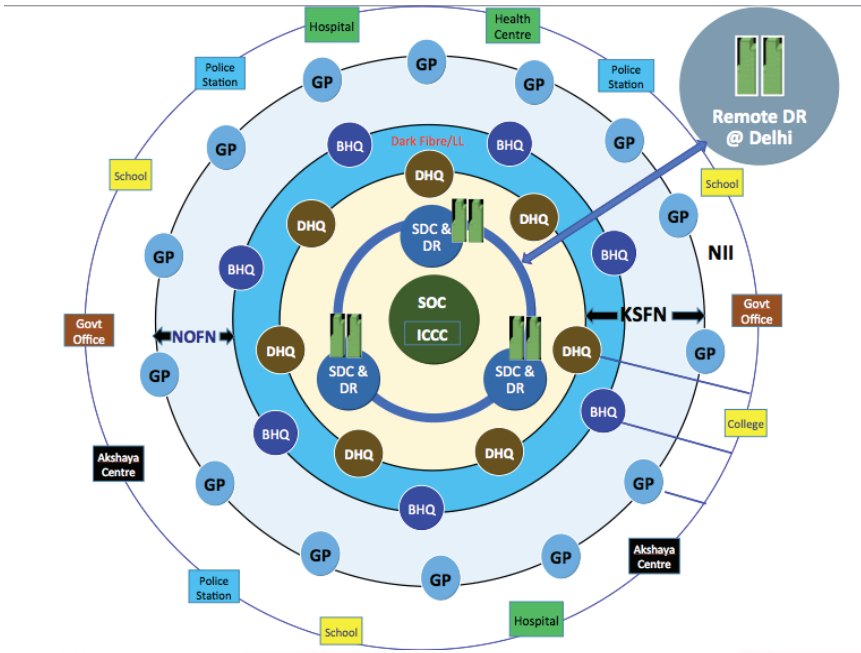 Hospital
Health
Centre
Police
Station
Police
Station
GP
GP
GP
GP
GP
Remote DR
@ Delhi
BHQ
Dark Fibre/LL
BHQ
DHQ
School
School
DHQ
DHQ
GP
SDC &
DR
GP
BHQ
BHQ
NII
SOC
ICCC
Govt
Office
NOFN
KSFN
Govt
Office
DHQ
DHQ
GP
GP
SDC &
DR
SDC &
DR
BHQ
BHQ
College
Akshaya
Centre
DHQ
DHQ
GP
GP
BHQ
GP
GP
GP
Akshaya
Centre
Police
Station
School
Hospital